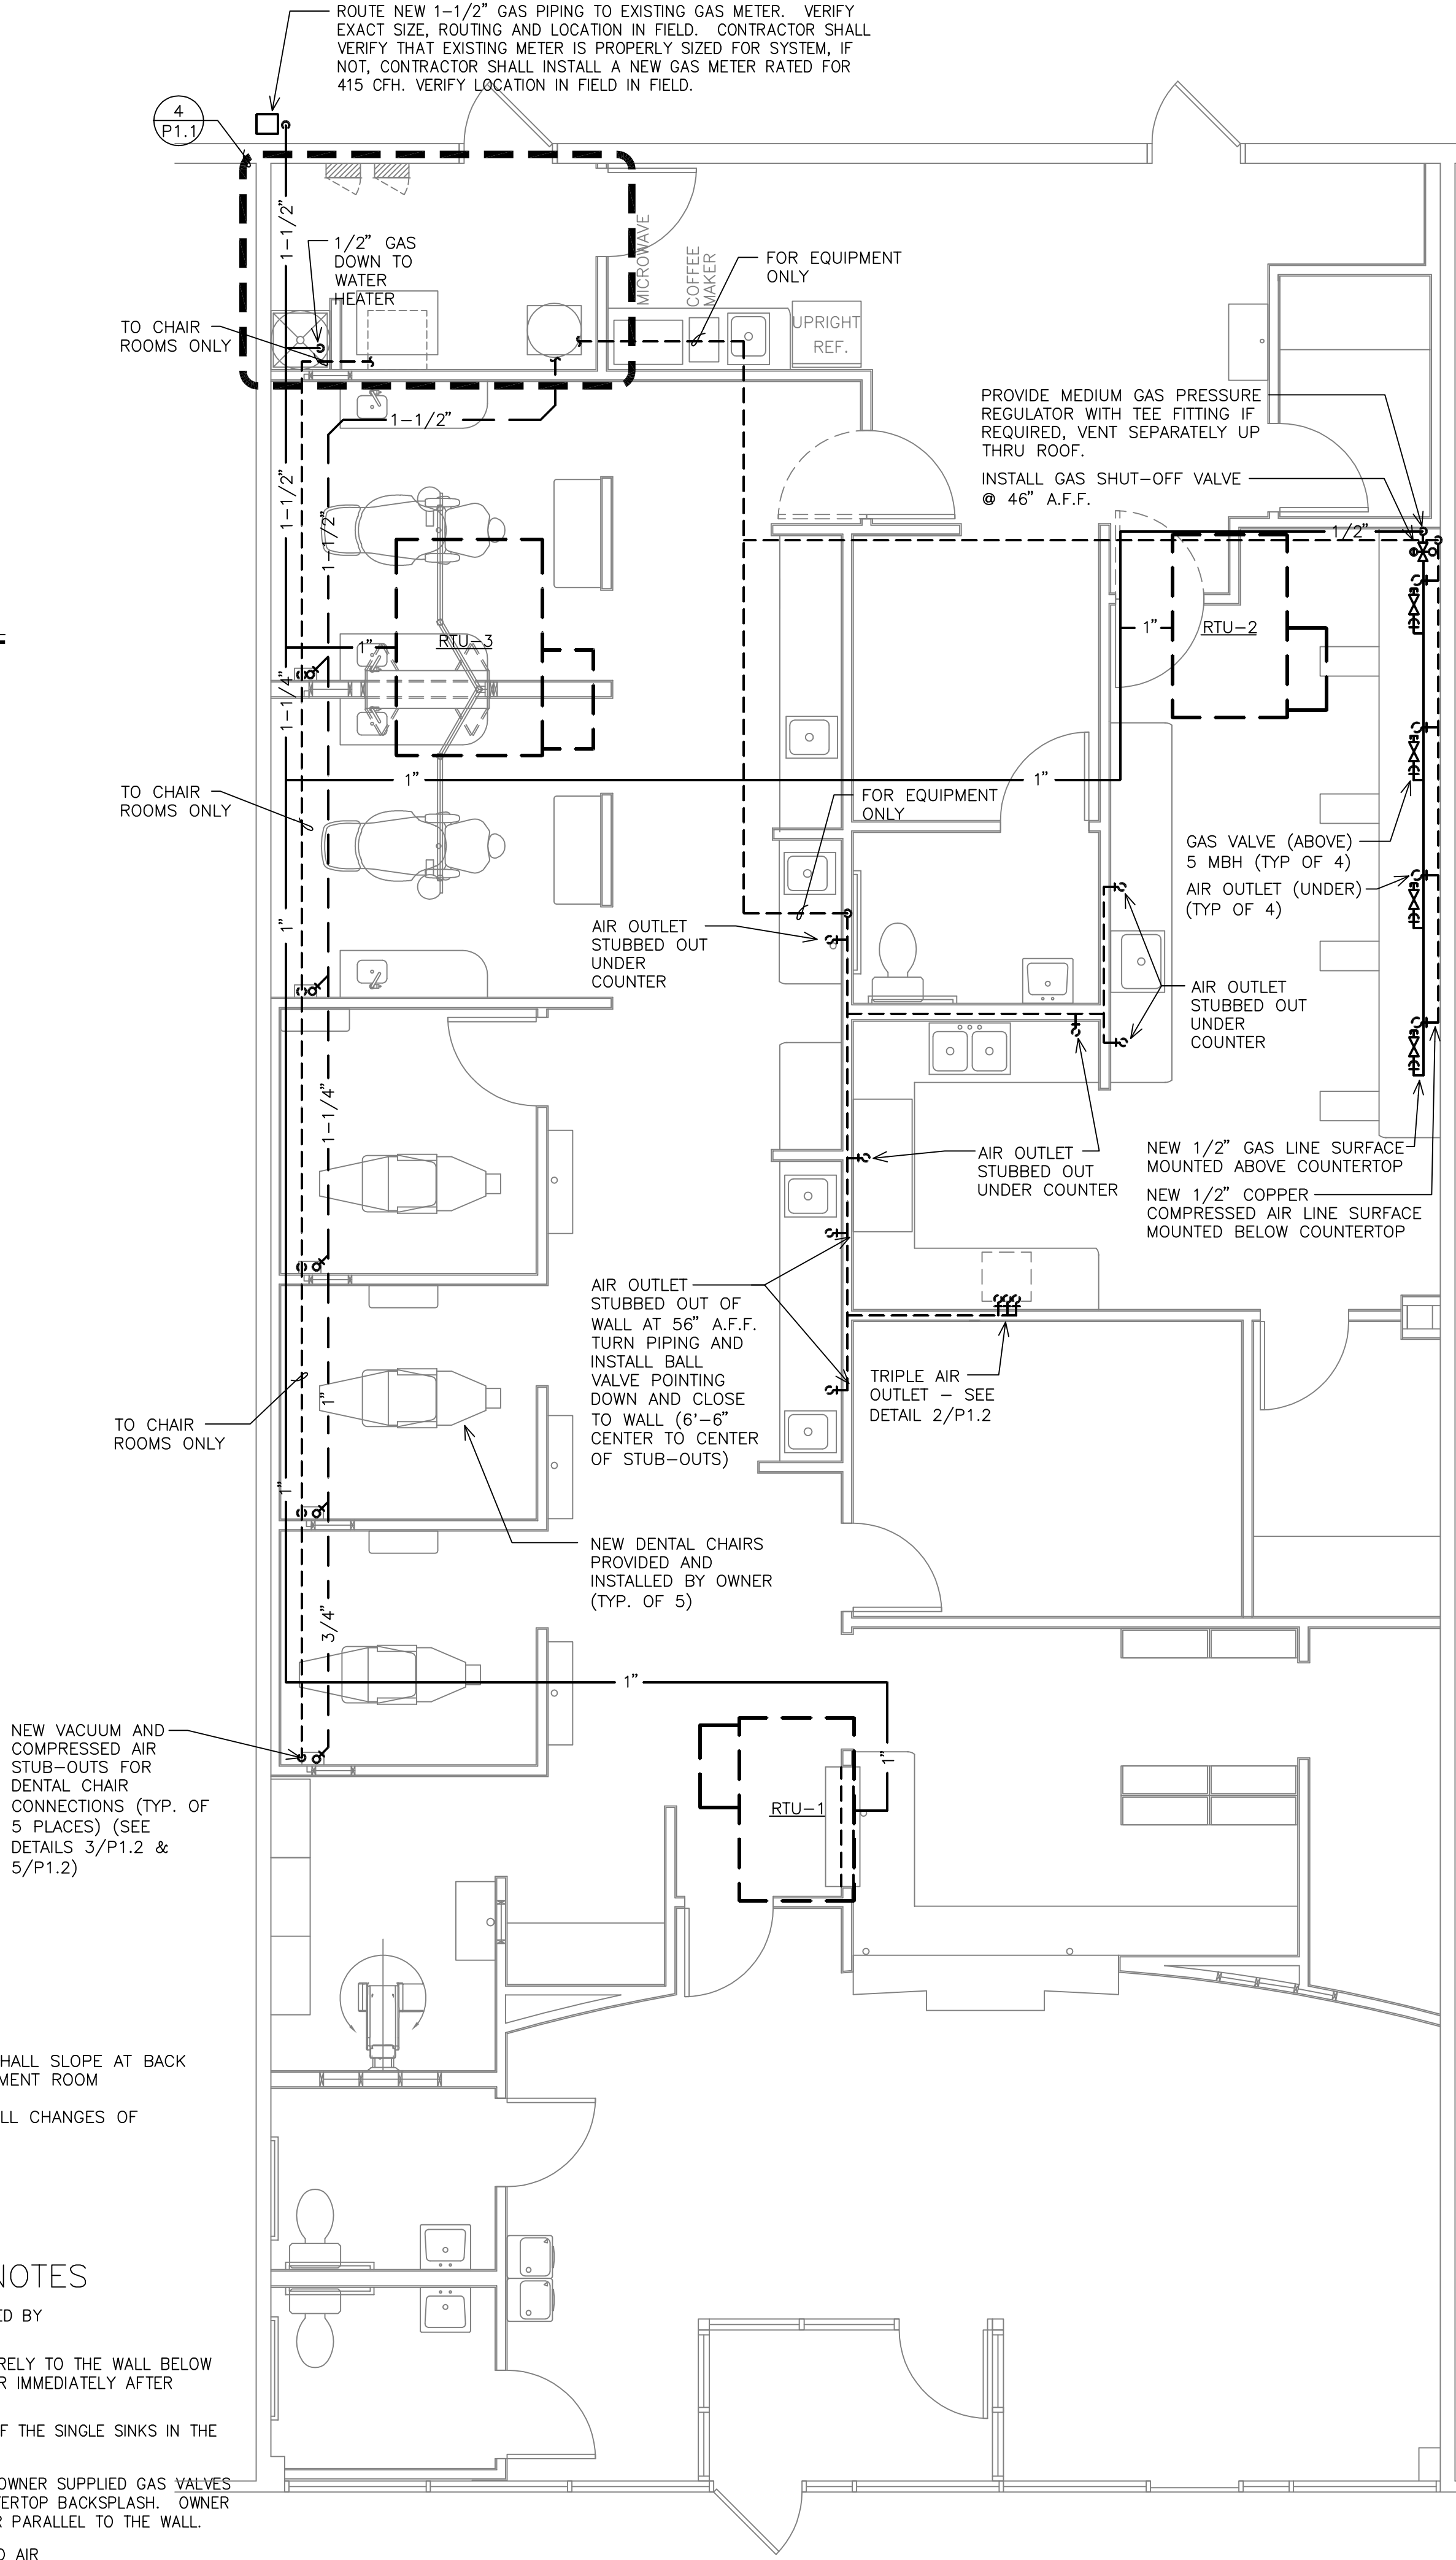 ROUTE NEW 1-1/2" GAS PIPING TO EXISTING GAS METER. VERIFY
EXACT SIZE, ROUTING AND LOCATION IN FIELD. CONTRACTOR SHALL
VERIFY THAT EXISTING METER IS PROPERLY SIZED FOR SYSTEM, IF
NOT, CONTRACTOR SHALL INSTALL A NEW GAS METER RATED FOR
415 CFH. VERIFY LOCATION IN FIELD IN FIELD.
4
P1.1
1-1/2"
1/2" GAS
DOWN TO
WATER
HEATER
MICROWAVE
COFFEE
MAKER
FOR EQUIPMENT
ONLY
UPRIGHT
REF.
TO CHAIR
ROOMS ONLY
1-1/2"
PROVIDE MEDIUM GAS PRESSURE
REGULATOR WITH TEE FITTING IF
REQUIRED, VENT SEPARATELY UP
THRU ROOF.
INSTALL GAS SHUT-OFF VALVE
@ 46" A.F.F.
1-1/2"
1-1/2"
1/2"
1"
RTU-3
1"
RTU-2
1-1/4"
1"
1"
TO CHAIR
ROOMS ONLY
FOR EQUIPMENT
ONLY
GAS VALVE (ABOVE)
5 MBH (TYP OF 4)
AIR OUTLET (UNDER)
(TYP OF 4)
1"
AIR OUTLET
STUBBED OUT
UNDER
COUNTER
AIR OUTLET
STUBBED OUT
UNDER
COUNTER
1-1/4"
AIR OUTLET
STUBBED OUT
UNDER COUNTER
NEW 1/2" GAS LINE SURFACE
MOUNTED ABOVE COUNTERTOP
NEW 1/2" COPPER
COMPRESSED AIR LINE SURFACE
MOUNTED BELOW COUNTERTOP
AIR OUTLET
STUBBED OUT OF
WALL AT 56" A.F.F.
TURN PIPING AND
INSTALL BALL
VALVE POINTING
DOWN AND CLOSE
TO WALL (6'-6"
CENTER TO CENTER
OF STUB-OUTS)
TRIPLE AIR
OUTLET - SEE
DETAIL 2/P1.2
1"
TO CHAIR
ROOMS ONLY
1"
NEW DENTAL CHAIRS
PROVIDED AND
INSTALLED BY OWNER
(TYP. OF 5)
3/4"
1"
NEW VACUUM AND
COMPRESSED AIR
STUB-OUTS FOR
DENTAL CHAIR
CONNECTIONS (TYP. OF
5 PLACES) (SEE
DETAILS 3/P1.2 &
5/P1.2)
1"
RTU-1
HALL SLOPE AT BACK
MENT ROOM
LL CHANGES OF
NOTES
ED BY
RELY TO THE WALL BELOW
R IMMEDIATELY AFTER
F THE SINGLE SINKS IN THE
OWNER SUPPLIED GAS VALVES
TERTOP BACKSPLASH. OWNER
R PARALLEL TO THE WALL.
D AIR